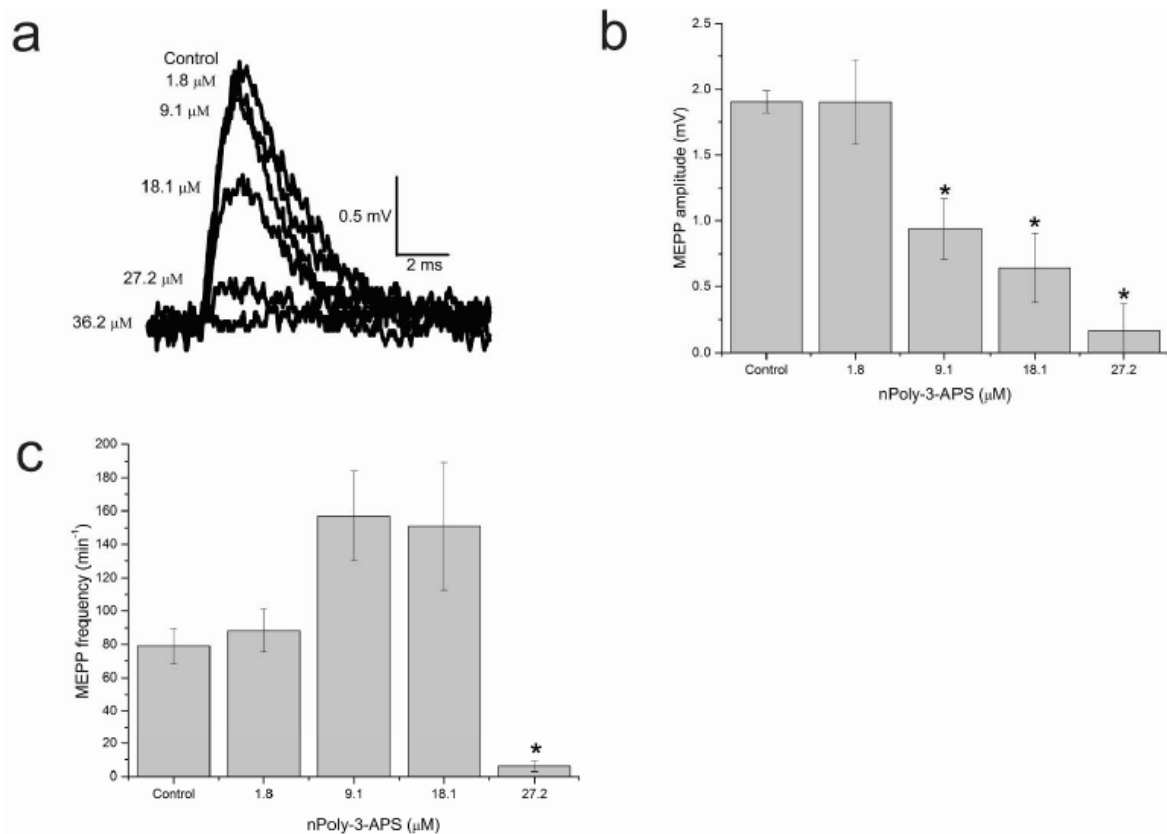 a
Control
1.8 μM
9.1 μM
18.1 μM
0.5 mV
2 ms
27.2 μM
36.2 μM
b
MEPP amplitude (mV)
2.5
2.0
1.5
1.0
0.5
0.0
*
*
*
Control 1.8 9.1 18.1 27.2
nPoly-3-APS (μM)
c
MEPP frequency (min⁻¹)
200
180
160
140
120
100
80
60
40
20
0
*
Control 1.8 9.1 18.1 27.2
nPoly-3-APS (μM)